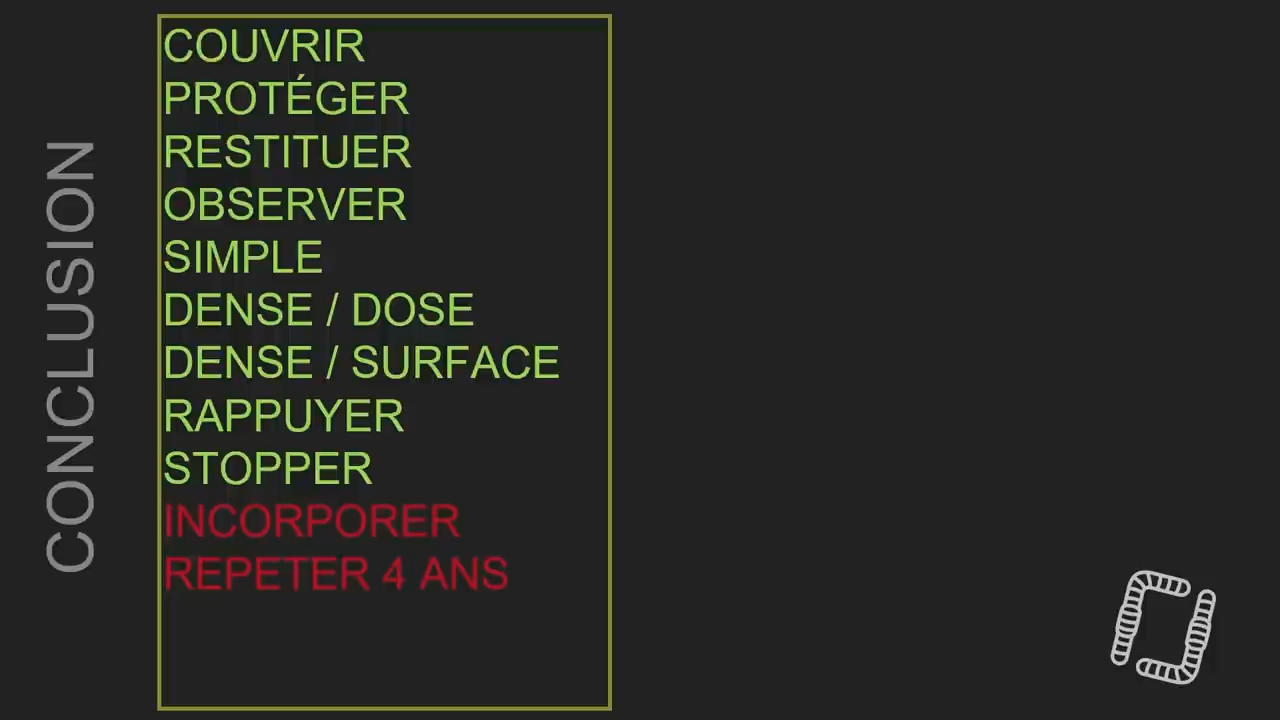 CONCLUSION
COUVRIR
PROTÉGER
RESTITUER
OBSERVER
SIMPLE
DENSE / DOSE
DENSE / SURFACE
RAPPUYER
STOPPER
INCORPORER
REPETER 4 ANS